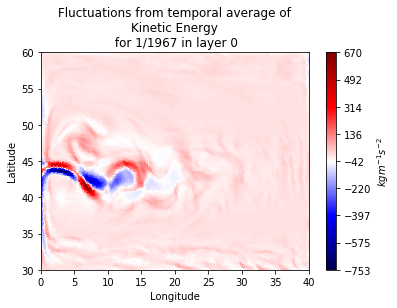 Fluctuations from temporal average of
Kinetic Energy
for 1/1967 in layer 0
60
55
50
45
40
35
30
Latitude
0 5 10 15 20 25 30 35 40
Longitude
670
492
314
136
−42
−220
−397
−575
−753
kgm⁻¹s⁻²